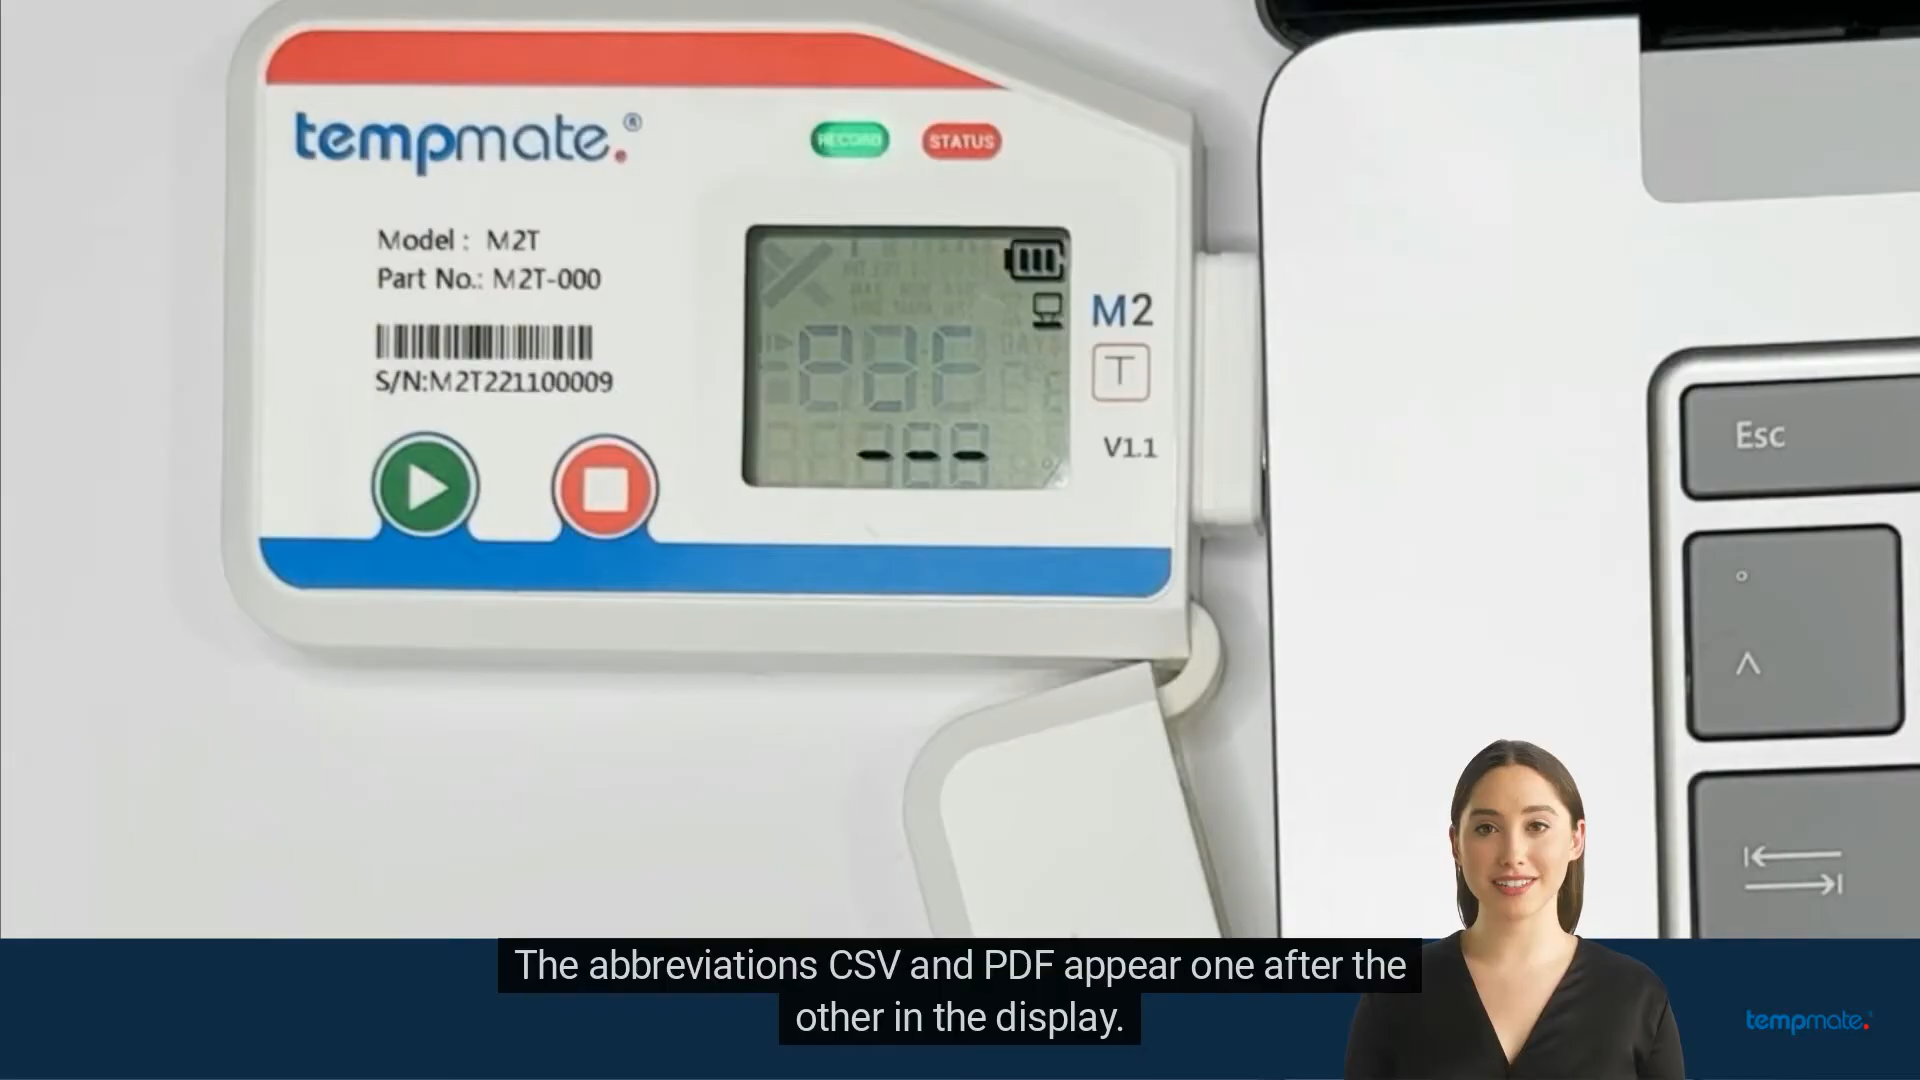 tempmate.®
RECORD
STATUS
Model : M2T
Part No.: M2T-000
S/N:M2T221100009
M2
T
V1.1
Esc
°
^
The abbreviations CSV and PDF appear one after the
other in the display.
tempmate.